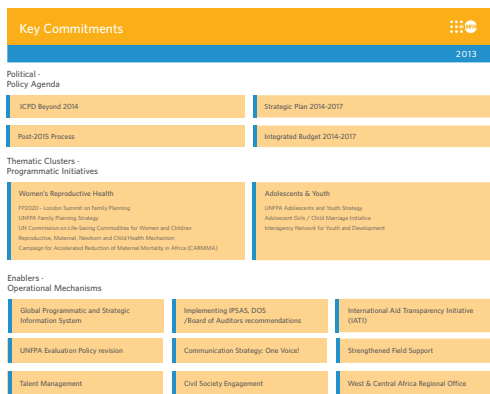 Key Commitments
2013
Political ·
Policy Agenda
ICPD Beyond 2014
Strategic Plan 2014-2017
Post-2015 Process
Integrated Budget 2014-2017
Thematic Clusters ·
Programmatic Initiatives
Women's Reproductive Health
FP2020 – London Summit on Family Planning
UNFPA Family Planning Strategy
UN Commission on Life-Saving Commodities for Women and Children
Reproductive, Maternal, Newborn and Child Health Mechanism
Campaign for Accelerated Reduction of Maternal Mortality in Africa (CARMMA)
Adolescents & Youth
UNFPA Adolescents and Youth Strategy
Adolescent Girls / Child Marriage Initiative
Interagency Network for Youth and Development
Enablers ·
Operational Mechanisms
Global Programmatic and Strategic
Information System
Implementing IPSAS, DOS
/Board of Auditors recommendations
International Aid Transparency Initiative
(IATI)
UNFPA Evaluation Policy revision
Communication Strategy: One Voice!
Strengthened Field Support
Talent Management
Civil Society Engagement
West & Central Africa Regional Office